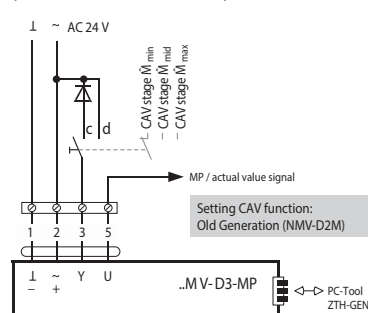 ⊥ ~ AC 24 V
CAV stage M̂ min
CAV stage M̂ mid
CAV stage M̂ max
c d
MP / actual value signal
Setting CAV function:
Old Generation (NMV-D2M)
1 2 3 5
⊥ ~ Y U
– +
..M V- D3-MP
PC-Tool
ZTH-GEN